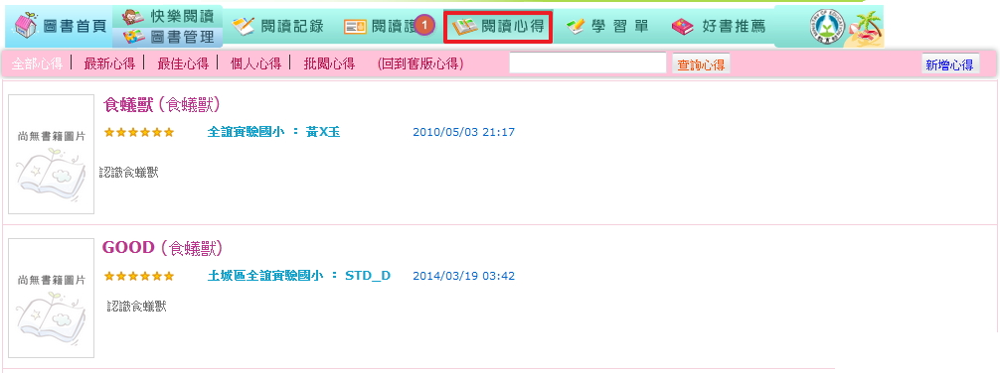 圖書首頁 快樂閱讀 圖書管理 閱讀記錄 閱讀 1 閱讀心得 學習單 好書推薦
全部心得 | 最新心得 | 最佳心得 | 個人心得 | 批閱心得 (回到舊版心得) 查詢心得 新增心得
尚無書籍圖片
食蟻獸 (食蟻獸)
全誼實驗國小 : 黃X玉 2010/05/03 21:17
認識食蟻獸
尚無書籍圖片
GOOD (食蟻獸)
土城區全誼實驗國小 : STD_D 2014/03/19 03:42
認識食蟻獸